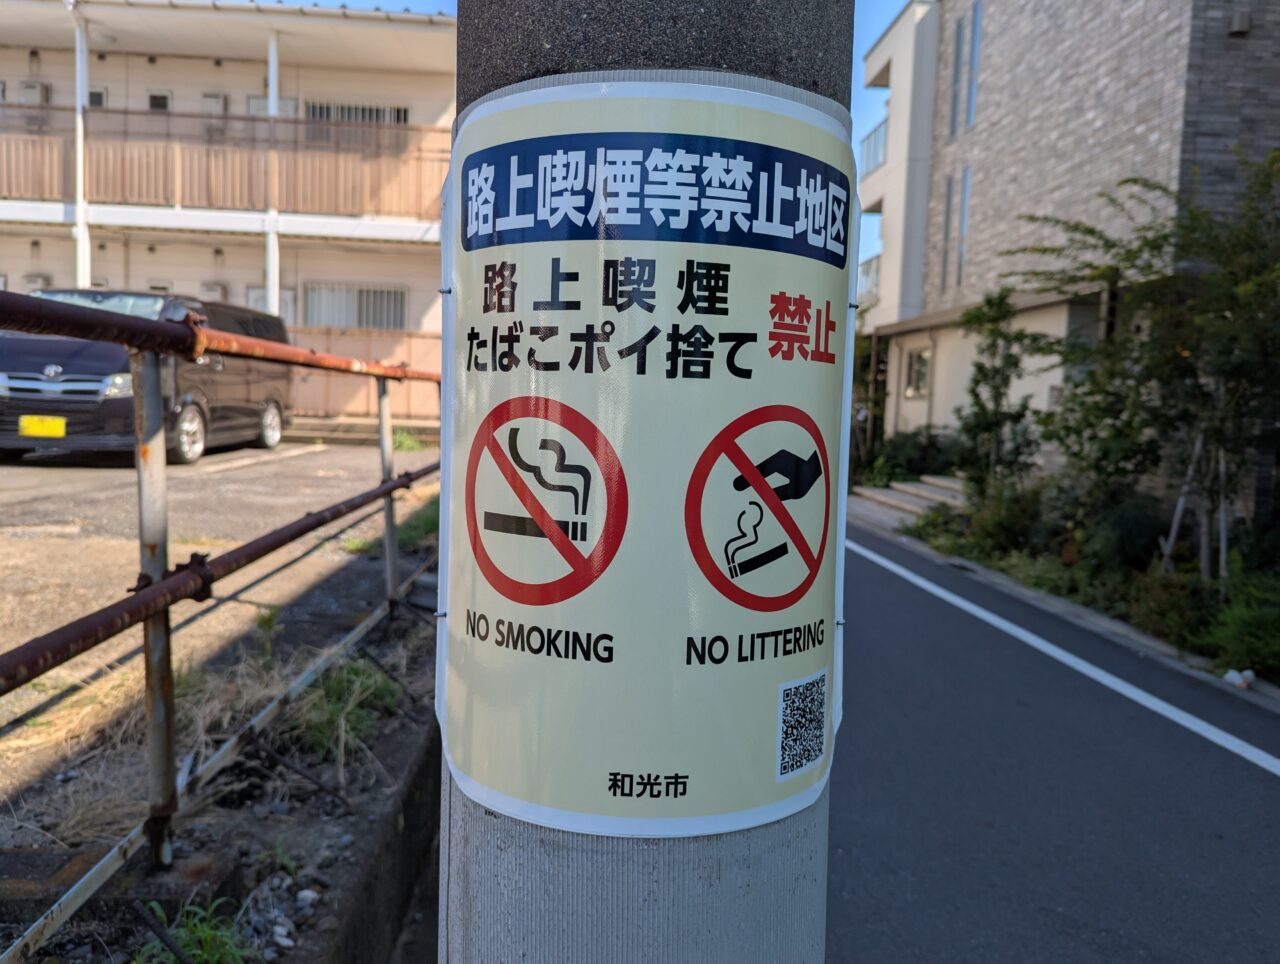 路上喫煙等禁止地区
路上喫煙
たばこポイ捨て
禁止
NO SMOKING
NO LITTERING
和光市